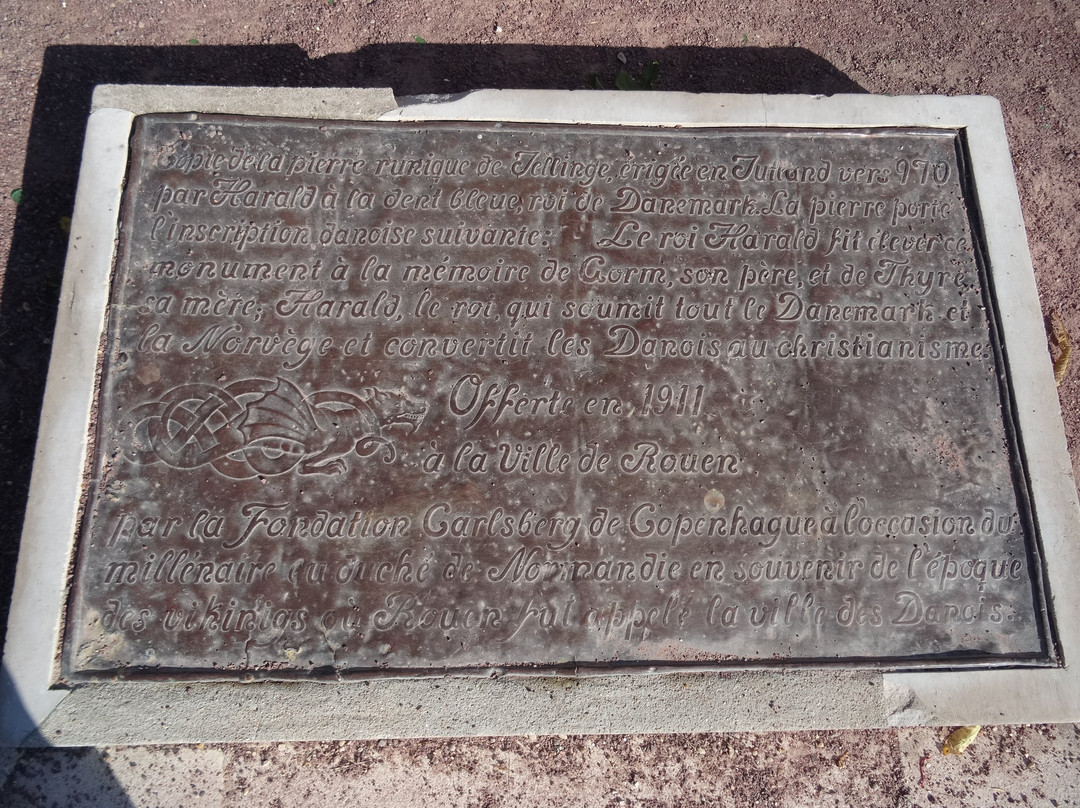 Copie de la pierre runique de Jellinge, érigée en Jutland vers 970
par Harald à la dent bleue, roi de Danemark. La pierre porte
l'inscription danoise suivante: Le roi Harald fit élever ce
monument à la mémoire de Gorm, son père, et de Thyré,
sa mère; Harald, le roi, qui soumit tout le Danemark et
la Norvège et convertit les Danois au christianisme.
Offerte en 1911
à la Ville de Rouen
par la Fondation Carlsberg de Copenhague à l'occasion du
millénaire du duché de Normandie en souvenir de l'époque
des vikinigs où Rouen fut appelé la ville des Danois.